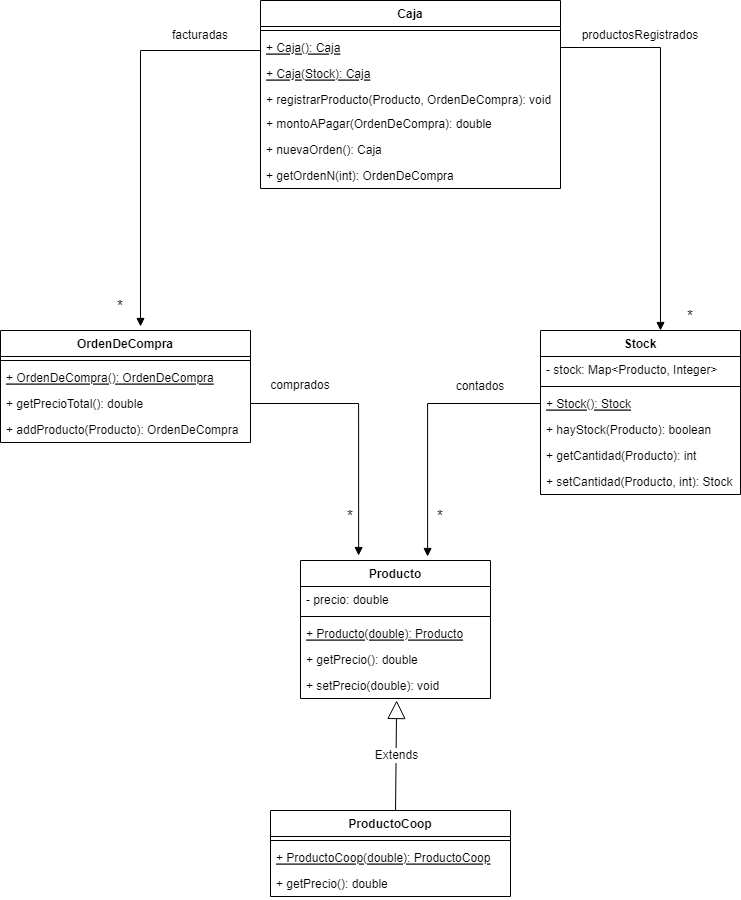 Caja
facturadas
productosRegistrados
+ Caja(): Caja
+ Caja(Stock): Caja
+ registrarProducto(Producto, OrdenDeCompra): void
+ montoAPagar(OrdenDeCompra): double
+ nuevaOrden(): Caja
+ getOrdenN(int): OrdenDeCompra
*
*
OrdenDeCompra
+ OrdenDeCompra(): OrdenDeCompra
+ getPrecioTotal(): double
+ addProducto(Producto): OrdenDeCompra
comprados
contados
Stock
- stock: Map<Producto, Integer>
+ Stock(): Stock
+ hayStock(Producto): boolean
+ getCantidad(Producto): int
+ setCantidad(Producto, int): Stock
*
*
Producto
- precio: double
+ Producto(double): Producto
+ getPrecio(): double
+ setPrecio(double): void
Extends
ProductoCoop
+ ProductoCoop(double): ProductoCoop
+ getPrecio(): double